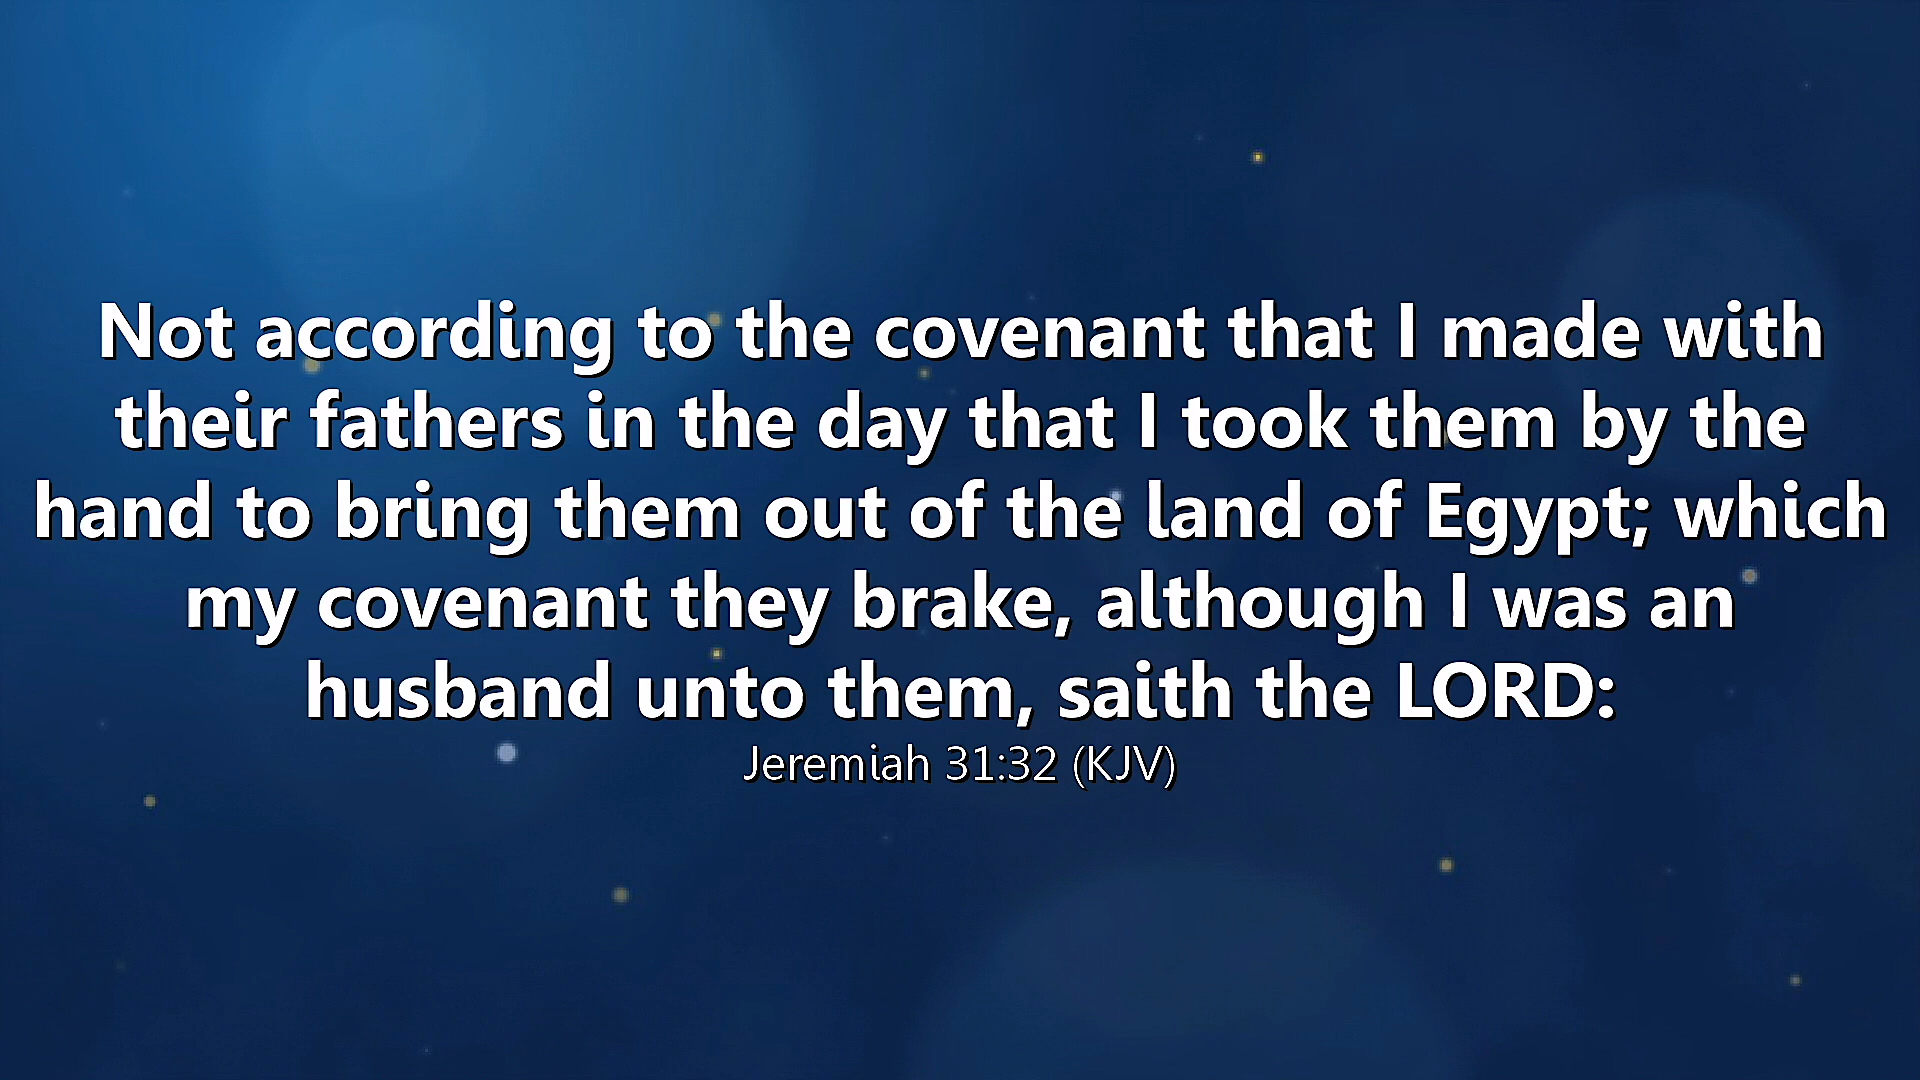 Not according to the covenant that I made with
their fathers in the day that I took them by the
hand to bring them out of the land of Egypt; which
my covenant they brake, although I was an
husband unto them, saith the LORD:
Jeremiah 31:32 (KJV)